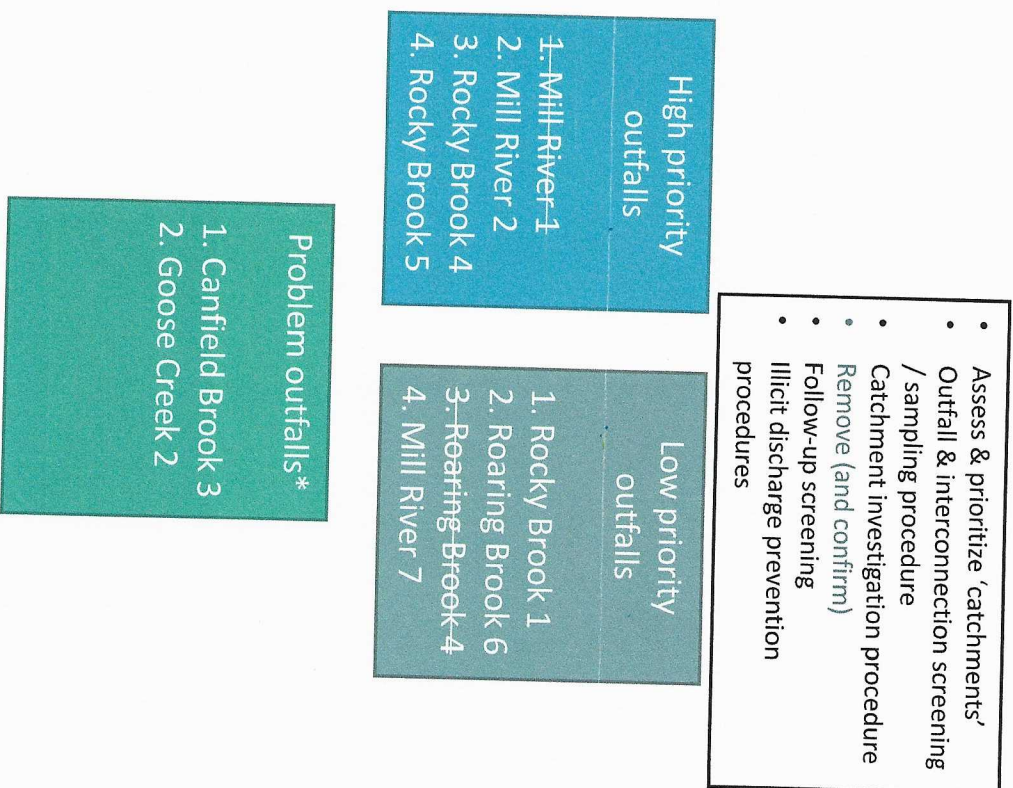 • Assess & prioritize 'catchments'
• Outfall & interconnection screening
/ sampling procedure
• Catchment investigation procedure
• Remove (and confirm)
• Follow-up screening
• Illicit discharge prevention
procedures
High priority
outfalls
1. Mill River 1
2. Mill River 2
3. Rocky Brook 4
4. Rocky Brook 5
Low priority
outfalls
1. Rocky Brook 1
2. Roaring Brook 6
3. Roaring Brook 4
4. Mill River 7
Problem outfalls*
1. Canfield Brook 3
2. Goose Creek 2